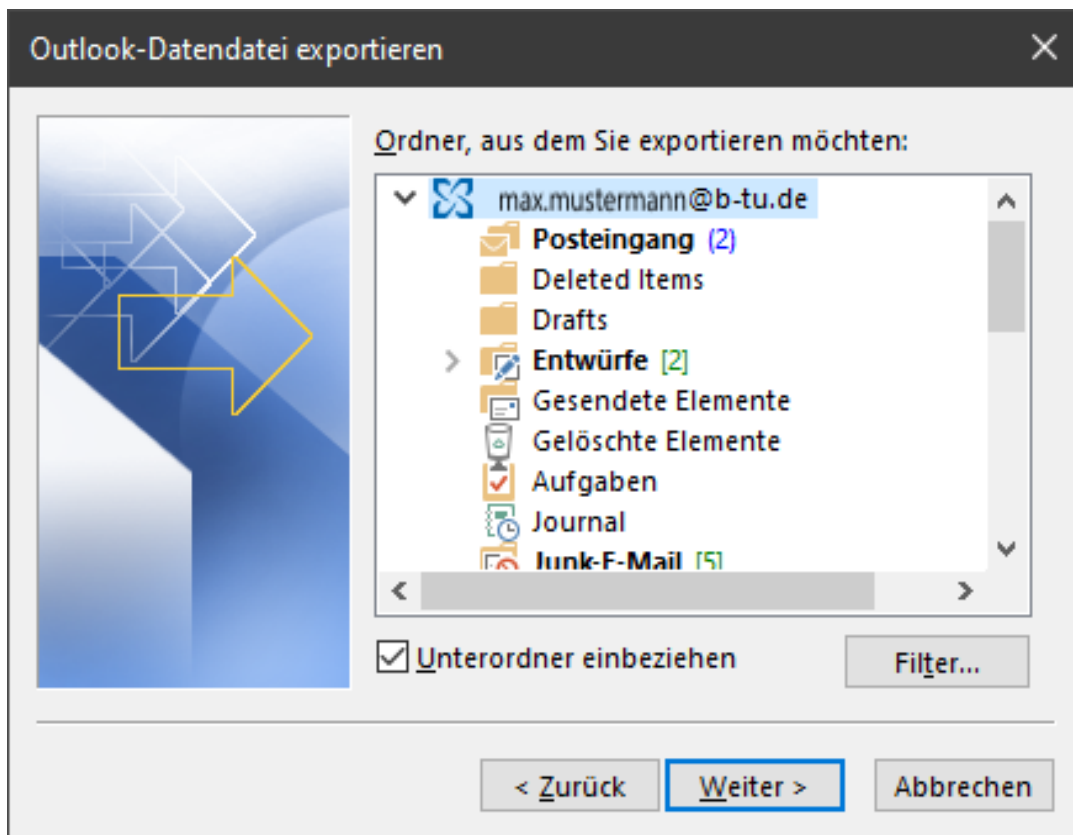 Outlook-Datendatei exportieren
Ordner, aus dem Sie exportieren möchten:
max.mustermann@b-tu.de
Posteingang (2)
Deleted Items
Drafts
Entwürfe [2]
Gesendete Elemente
Gelöschte Elemente
Aufgaben
Journal
Junk-E-Mail [5]
Unterordner einbeziehen
Filter...
< Zurück
Weiter >
Abbrechen